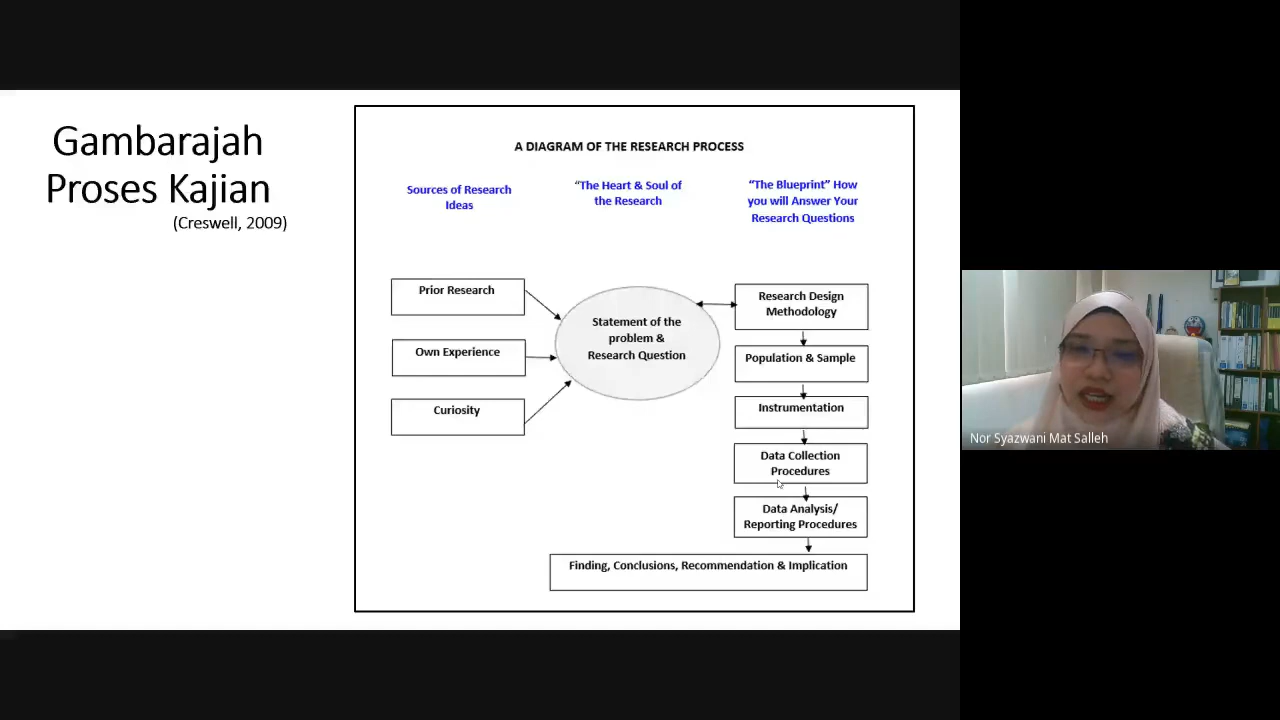 Gambarajah
Proses Kajian
(Creswell, 2009)
A DIAGRAM OF THE RESEARCH PROCESS
Sources of Research
Ideas
“The Heart & Soul of
the Research
“The Blueprint” How
you will Answer Your
Research Questions
Prior Research
Own Experience
Curiosity
Statement of the
problem &
Research Question
Research Design
Methodology
Population & Sample
Instrumentation
Data Collection
Procedures
Data Analysis/
Reporting Procedures
Finding, Conclusions, Recommendation & Implication
Nor Syazwani Mat Salleh